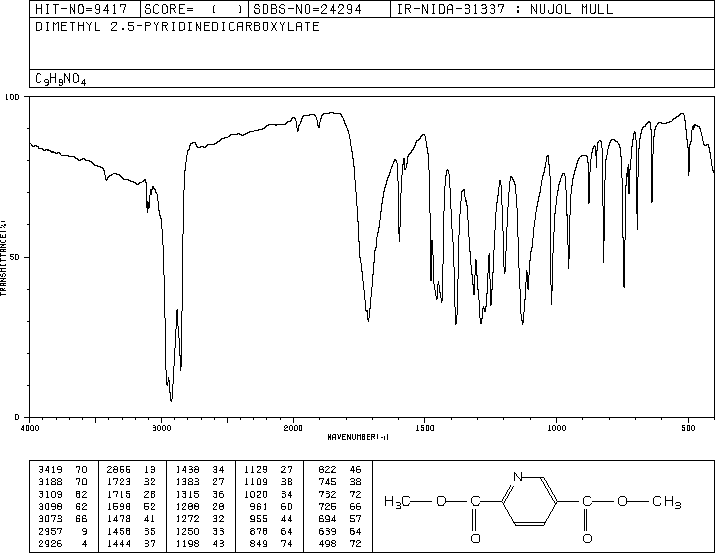 HIT-NO=9417 SCORE= ( ) SDBS-NO=24294 IR-NIDA-31337 : NUJOL MULL
DIMETHYL 2,5-PYRIDINEDICARBOXYLATE
C9H9NO4
100
50
0
TRANSMITTANCE(%)
4000 3000 2000 1500 1000 500
WAVENUMBER(-1)
3419 70 2866 13 1438 34 1129 27 822 46
3188 70 1723 32 1383 27 1109 38 745 38
3109 62 1715 28 1315 36 1020 34 732 72
3098 62 1598 52 1288 28 961 60 726 66
3073 66 1478 41 1272 32 955 44 694 57
2957 9 1458 35 1250 33 878 64 639 64
2926 4 1444 37 1198 43 849 74 498 72
N
H3C O C C O CH3
O O